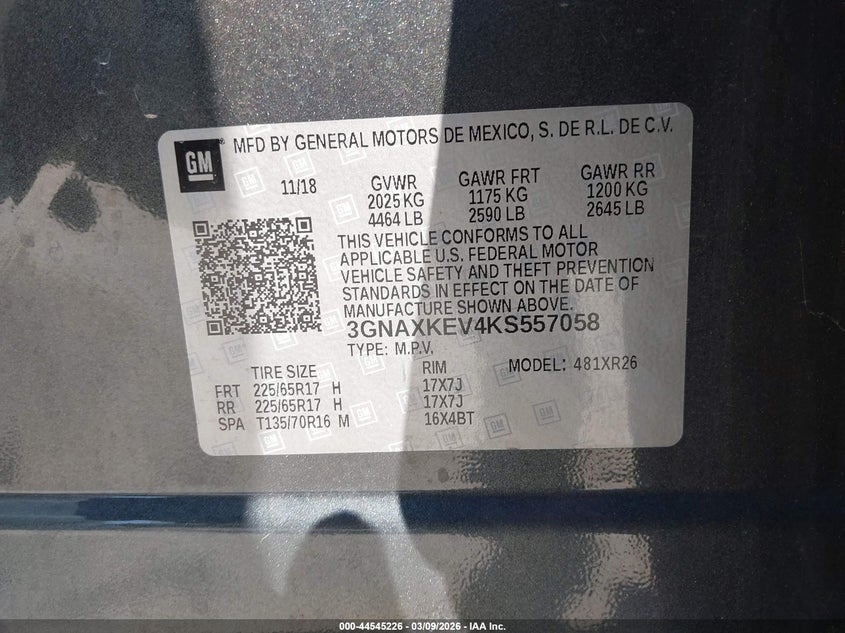 GM
MFD BY GENERAL MOTORS DE MEXICO, S. DE R.L. DE C.V.
11/18
GVWR
2025 KG
4464 LB
GAWR FRT
1175 KG
2590 LB
GAWR RR
1200 KG
2645 LB
THIS VEHICLE CONFORMS TO ALL
APPLICABLE U.S. FEDERAL MOTOR
VEHICLE SAFETY AND THEFT PREVENTION
STANDARDS IN EFFECT ON THE DATE OF
MANUFACTURE SHOWN ABOVE.
3GNAXKEV4KS557058
TYPE: M.P.V.
MODEL: 481XR26
TIRE SIZE RIM
FRT 225/65R17 H 17X7J
RR 225/65R17 H 17X7J
SPA T135/70R16 M 16X4BT
000-44545226 - 03/09/2026 - IAA Inc.